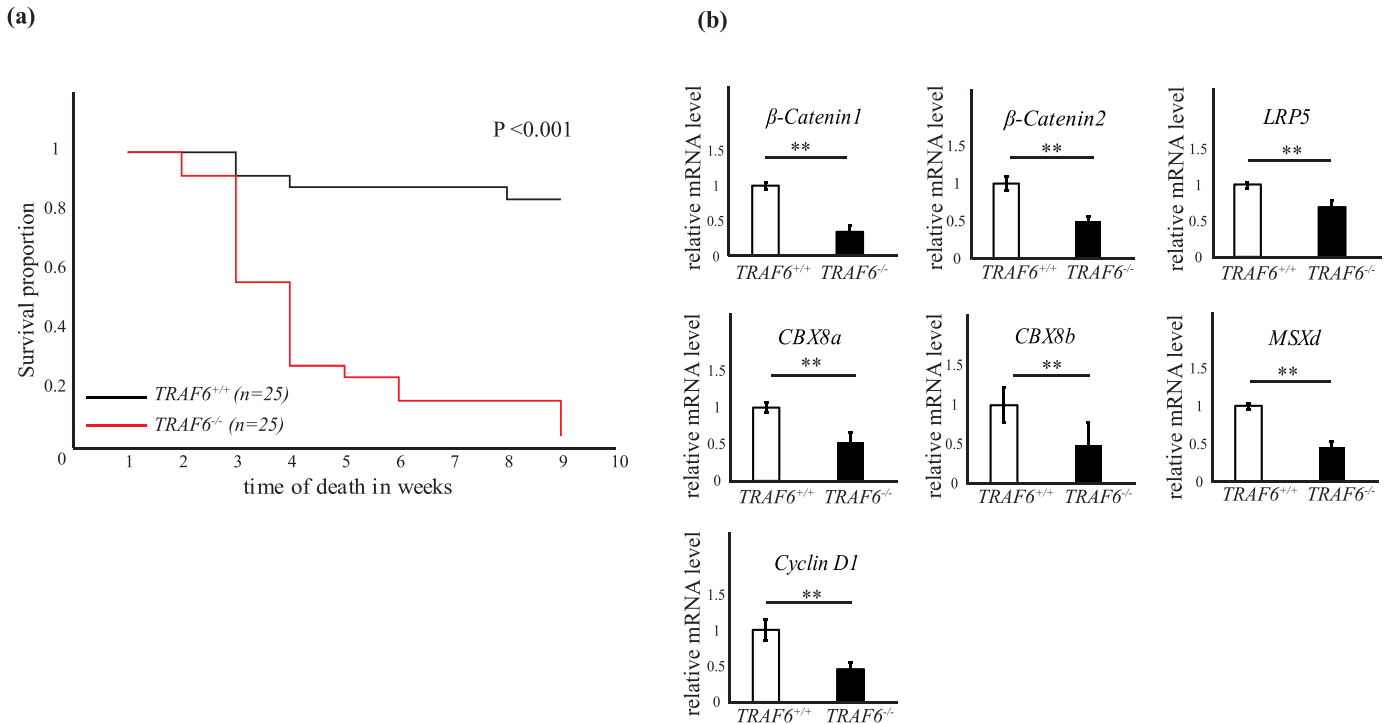 (a)
P <0.001
Survival proportion
1
0.8
0.6
0.4
0.2
0
TRAF6+/+ (n=25)
TRAF6-/- (n=25)
1 2 3 4 5 6 7 8 9 10
time of death in weeks
(b)
relative mRNA level
β-Catenin1
**
1.5
1
0.5
0
TRAF6+/+ TRAF6-/-
relative mRNA level
β-Catenin2
**
1.5
1
0.5
0
TRAF6+/+ TRAF6-/-
relative mRNA level
LRP5
**
1.5
1
0.5
0
TRAF6+/+ TRAF6-/-
relative mRNA level
CBX8a
**
1.5
1
0.5
0
TRAF6+/+ TRAF6-/-
relative mRNA level
CBX8b
**
1.5
1
0.5
0
TRAF6+/+ TRAF6-/-
relative mRNA level
MSXd
**
1.5
1
0.5
0
TRAF6+/+ TRAF6-/-
relative mRNA level
Cyclin D1
**
1.5
1
0.5
0
TRAF6+/+ TRAF6-/-